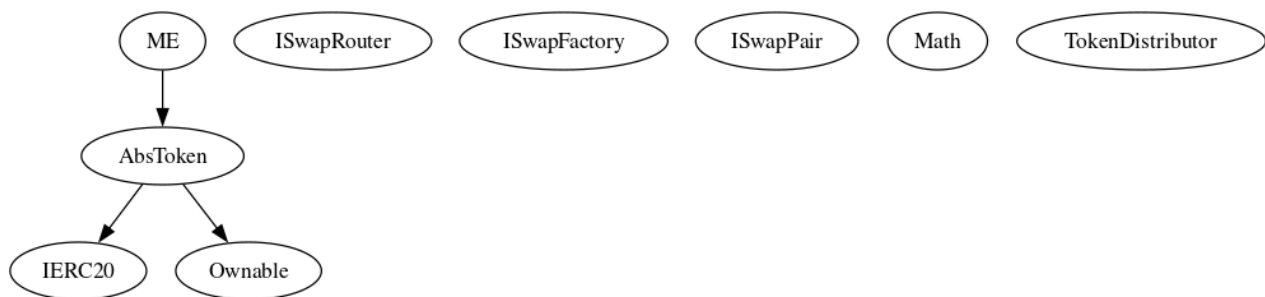 ME ISwapRouter ISwapFactory ISwapPair Math TokenDistributor
AbsToken
IERC20 Ownable